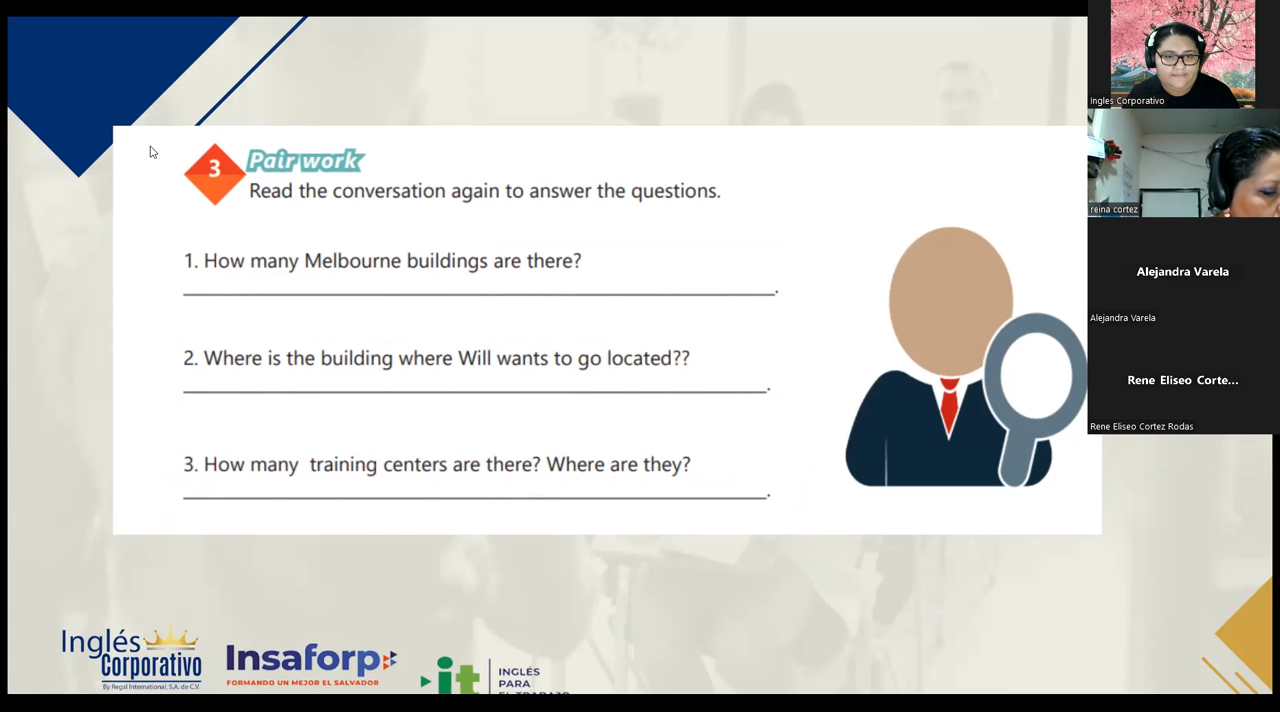 3
Pair work
Read the conversation again to answer the questions.
1. How many Melbourne buildings are there?
2. Where is the building where Will wants to go located??
3. How many training centers are there? Where are they?
Inglés
Corporativo
By Regal International, S.A. de C.V.
Insaforp
FORMANDO UN MEJOR EL SALVADOR
it
INGLÉS
PARA
EL TRABAJO
Ingles Corporativo
reina cortez
Alejandra Varela
Alejandra Varela
Rene Eliseo Corte...
Rene Eliseo Cortez Rodas